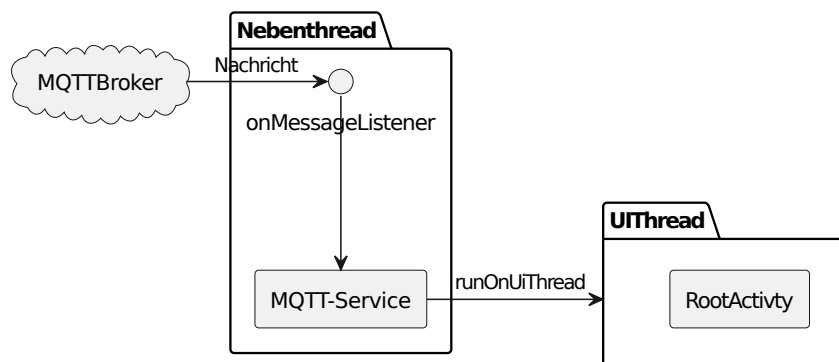 Nebenthread
Nachricht
MQTTBroker
onMessageListener
UIThread
MQTT-Service
runOnUiThread
RootActivty